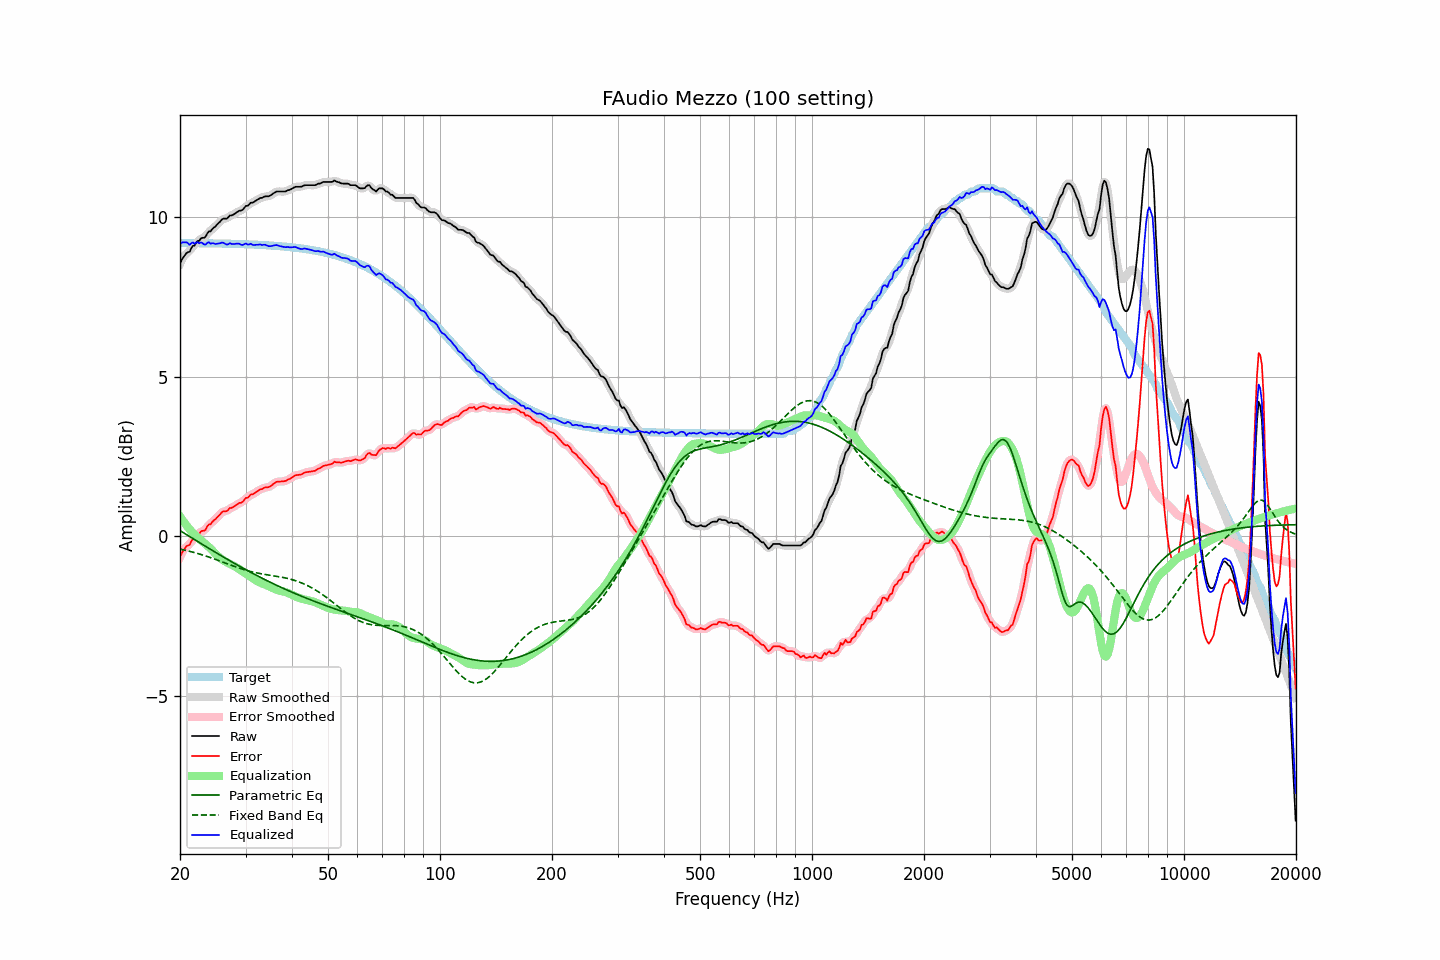 FAudio Mezzo (100 setting)
Amplitude (dBr)
10
5
0
−5
Target
Raw Smoothed
Error Smoothed
Raw
Error
Equalization
Parametric Eq
Fixed Band Eq
Equalized
20 50 100 200 500 1000 2000 5000 10000 20000
Frequency (Hz)